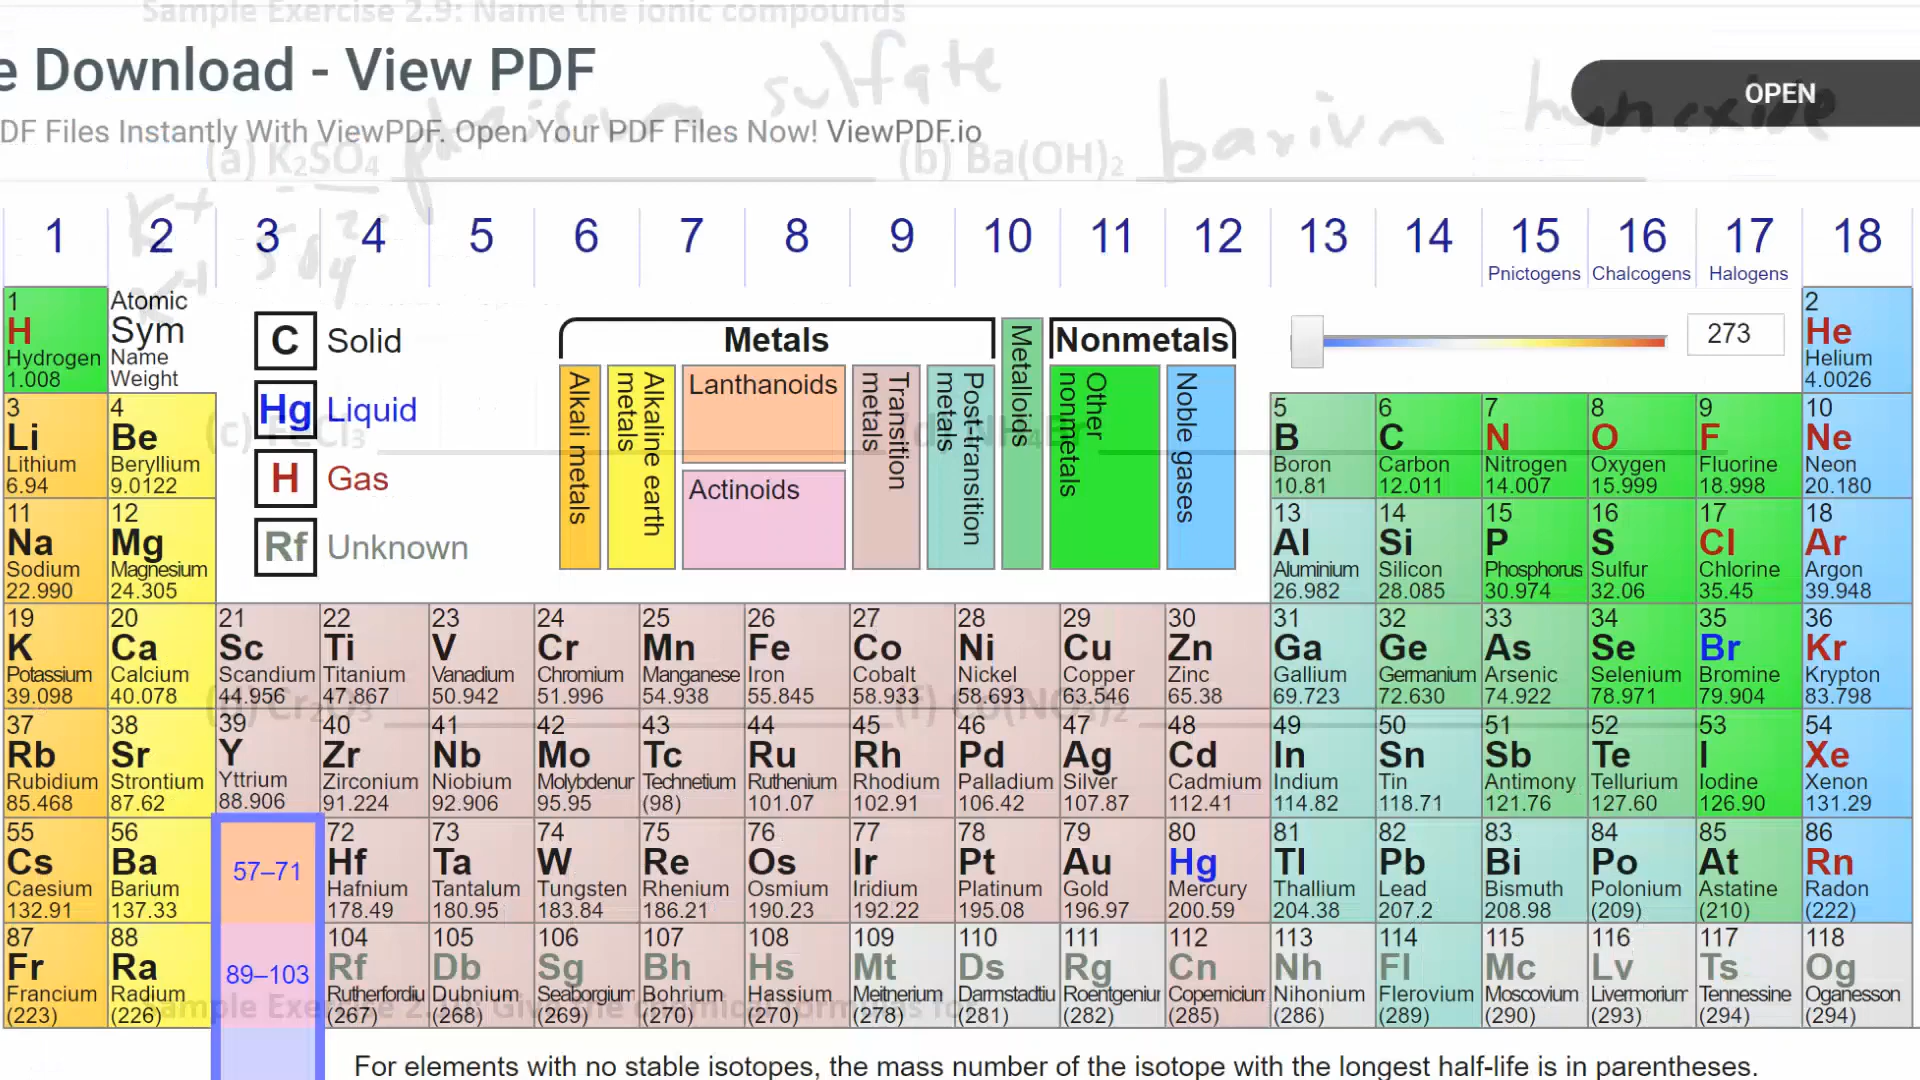 Sample Exercise 2.9: Name the ionic compounds
e Download - View PDF
DF Files Instantly With ViewPDF. Open Your PDF Files Now! ViewPDF.io
OPEN
sulfate
barium hydroxide
(a) K₂SO₄
(b) Ba(OH)₂
K+
SO₄²⁻
K+
1 2 3 4 5 6 7 8 9 10 11 12 13 14 15 16 17 18
Pnictogens Chalcogens Halogens
1 H Hydrogen 1.008
Atomic Sym Name Weight
C Solid
Hg Liquid
H Gas
Rf Unknown
Metals
Metalloids
Nonmetals
Alkali metals
Alkaline earth metals
Lanthanoids
Actinoids
Transition metals
Post-transition metals
Other nonmetals
Noble gases
273
2 He Helium 4.0026
3 Li Lithium 6.94
4 Be Beryllium 9.0122
5 B Boron 10.81
6 C Carbon 12.011
7 N Nitrogen 14.007
8 O Oxygen 15.999
9 F Fluorine 18.998
10 Ne Neon 20.180
(c) FeCl₃
(d) NH₄Br
11 Na Sodium 22.990
12 Mg Magnesium 24.305
13 Al Aluminium 26.982
14 Si Silicon 28.085
15 P Phosphorus 30.974
16 S Sulfur 32.06
17 Cl Chlorine 35.45
18 Ar Argon 39.948
19 K Potassium 39.098
20 Ca Calcium 40.078
21 Sc Scandium 44.956
22 Ti Titanium 47.867
23 V Vanadium 50.942
24 Cr Chromium 51.996
25 Mn Manganese 54.938
26 Fe Iron 55.845
27 Co Cobalt 58.933
28 Ni Nickel 58.693
29 Cu Copper 63.546
30 Zn Zinc 65.38
31 Ga Gallium 69.723
32 Ge Germanium 72.630
33 As Arsenic 74.922
34 Se Selenium 78.971
35 Br Bromine 79.904
36 Kr Krypton 83.798
Cr₂O₃
(f) Co(NO₃)₂
37 Rb Rubidium 85.468
38 Sr Strontium 87.62
39 Y Yttrium 88.906
40 Zr Zirconium 91.224
41 Nb Niobium 92.906
42 Mo Molybdenur 95.95
43 Tc Technetium (98)
44 Ru Ruthenium 101.07
45 Rh Rhodium 102.91
46 Pd Palladium 106.42
47 Ag Silver 107.87
48 Cd Cadmium 112.41
49 In Indium 114.82
50 Sn Tin 118.71
51 Sb Antimony 121.76
52 Te Tellurium 127.60
53 I Iodine 126.90
54 Xe Xenon 131.29
55 Cs Caesium 132.91
56 Ba Barium 137.33
57–71
72 Hf Hafnium 178.49
73 Ta Tantalum 180.95
74 W Tungsten 183.84
75 Re Rhenium 186.21
76 Os Osmium 190.23
77 Ir Iridium 192.22
78 Pt Platinum 195.08
79 Au Gold 196.97
80 Hg Mercury 200.59
81 Tl Thallium 204.38
82 Pb Lead 207.2
83 Bi Bismuth 208.98
84 Po Polonium (209)
85 At Astatine (210)
86 Rn Radon (222)
87 Fr Francium (223)
88 Ra Radium (226)
89–103
104 Rf Rutherfordiu (267)
105 Db Dubnium (268)
106 Sg Seaborgium (269)
107 Bh Bohrium (270)
108 Hs Hassium (270)
109 Mt Meitnerium (278)
110 Ds Darmstadtiu (281)
111 Rg Roentgeniur (282)
112 Cn Copernicium (285)
113 Nh Nihonium (286)
114 Fl Flerovium (289)
115 Mc Moscovium (290)
116 Lv Livermoriur (293)
117 Ts Tennessine (294)
118 Og Oganesson (294)
Sample Exe
For elements with no stable isotopes, the mass number of the isotope with the longest half-life is in parentheses.